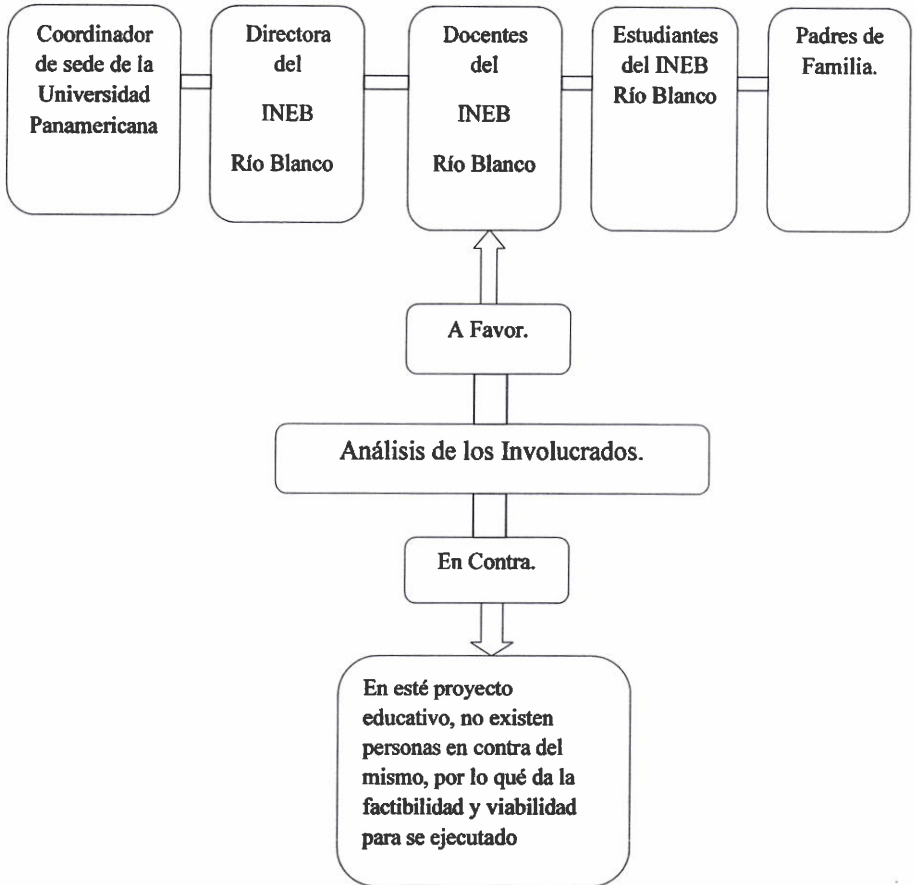 Coordinador
de sede de la
Universidad
Panamericana
Directora
del
INEB
Río Blanco
Docentes
del
INEB
Río Blanco
Estudiantes
del INEB
Río Blanco
Padres de
Familia.
A Favor.
Análisis de los Involucrados.
En Contra.
En esté proyecto
educativo, no existen
personas en contra del
mismo, por lo qué da la
factibilidad y viabilidad
para se ejecutado